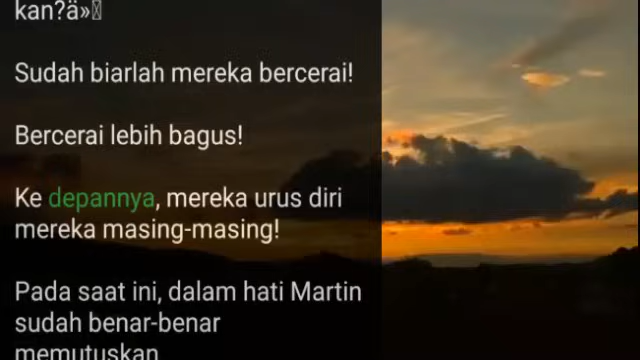 kan?ä»
Sudah biarlah mereka bercerai!
Bercerai lebih bagus!
Ke depannya, mereka urus diri
mereka masing-masing!
Pada saat ini, dalam hati Martin
sudah benar-benar
memutuskan